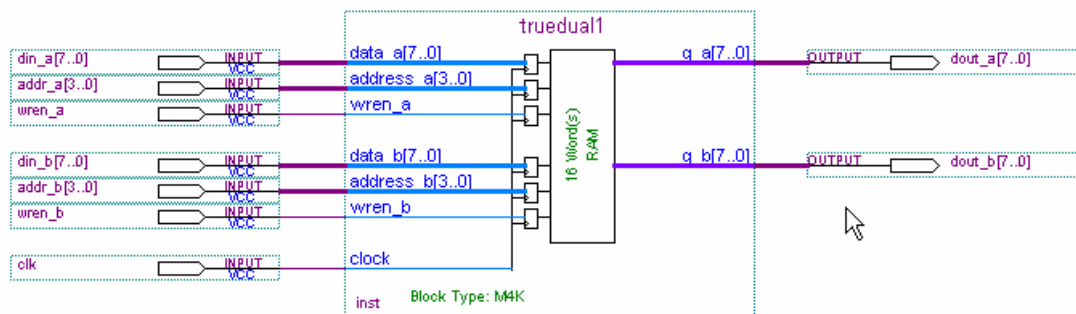 truedual1
din_a[7..0] INPUT VCC data_a[7..0] q_a[7..0] OUTPUT dout_a[7..0]
addr_a[3..0] INPUT VCC address_a[3..0]
wren_a INPUT VCC wren_a
16 Word(s)
RAM
din_b[7..0] INPUT VCC data_b[7..0] q_b[7..0] OUTPUT dout_b[7..0]
addr_b[3..0] INPUT VCC address_b[3..0]
wren_b INPUT VCC wren_b
clk INPUT VCC clock
inst Block Type: M4K